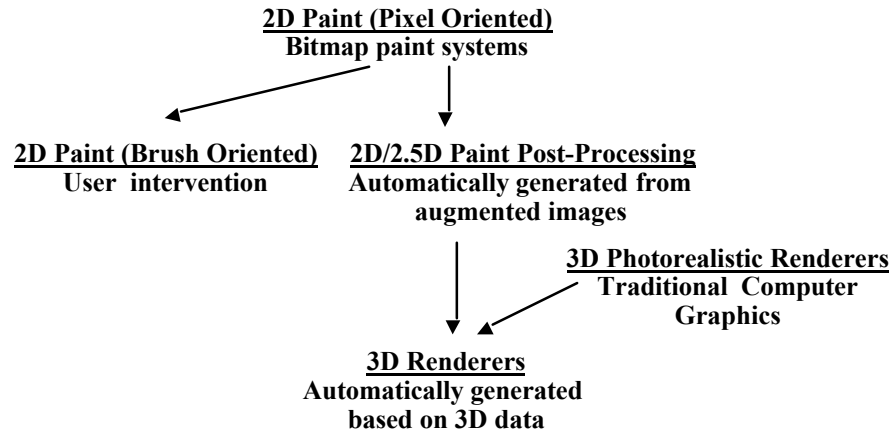 2D Paint (Pixel Oriented)
Bitmap paint systems
2D Paint (Brush Oriented)
User intervention
2D/2.5D Paint Post-Processing
Automatically generated from
augmented images
3D Photorealistic Renderers
Traditional Computer
Graphics
3D Renderers
Automatically generated
based on 3D data